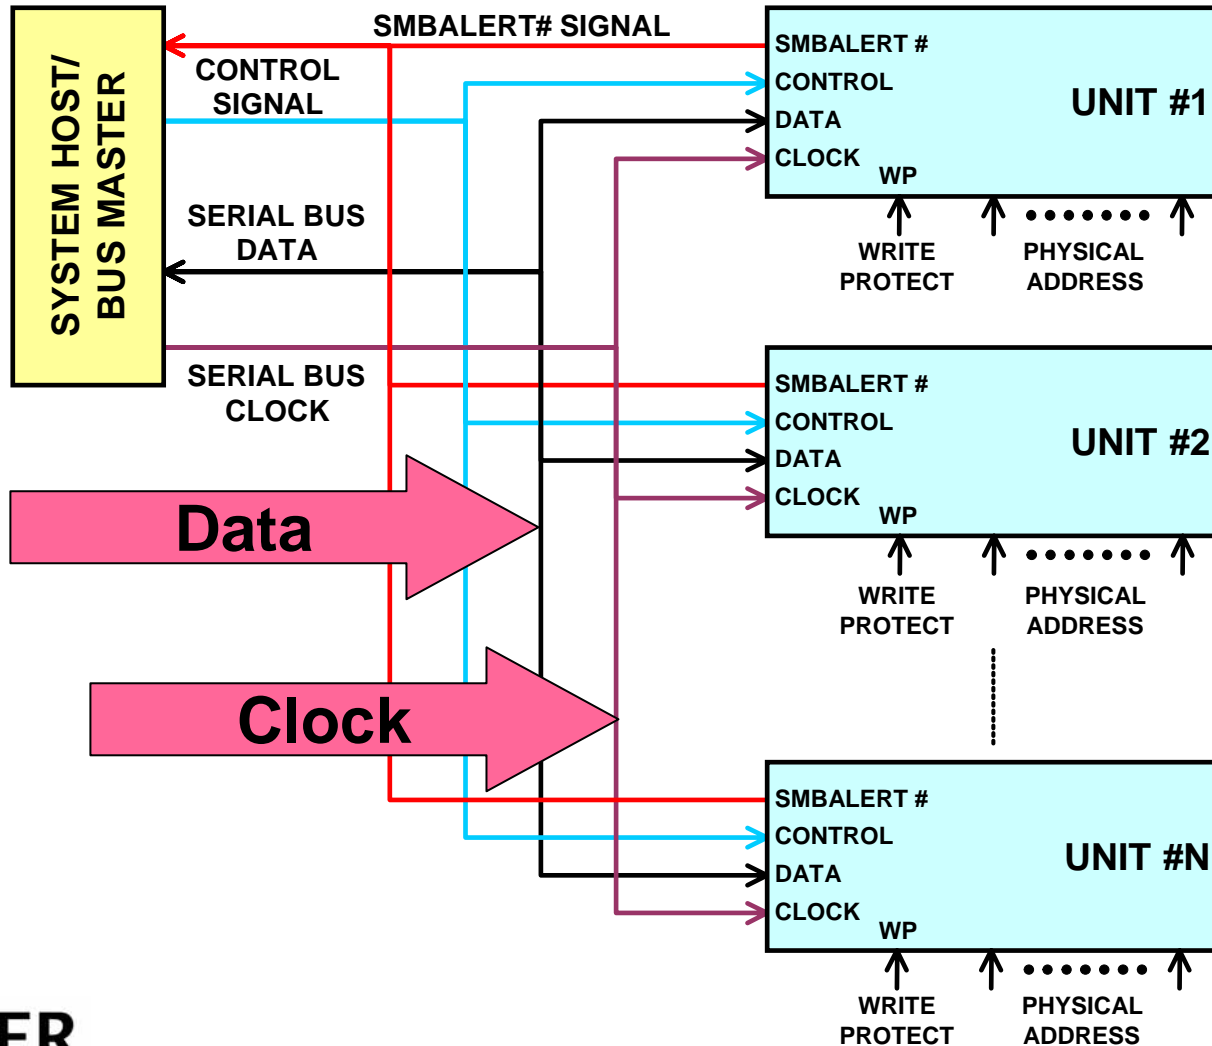 SYSTEM HOST/
BUS MASTER
SMBALERT# SIGNAL
CONTROL
SIGNAL
SERIAL BUS
DATA
SERIAL BUS
CLOCK
SMBALERT #
CONTROL
DATA
CLOCK
WP
UNIT #1
WRITE
PROTECT
PHYSICAL
ADDRESS
SMBALERT #
CONTROL
DATA
CLOCK
WP
UNIT #2
WRITE
PROTECT
PHYSICAL
ADDRESS
Data
Clock
SMBALERT #
CONTROL
DATA
CLOCK
WP
UNIT #N
WRITE
PROTECT
PHYSICAL
ADDRESS
ER